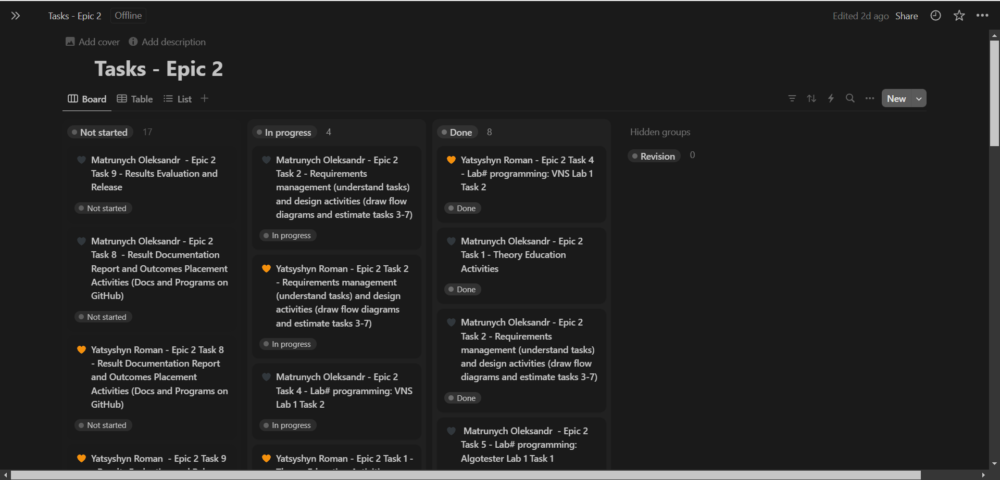 Tasks - Epic 2
Offline
Edited 2d ago
Share
Add cover
Add description
Tasks - Epic 2
Board
Table
List
New
Not started 17
Matrunych Oleksandr  - Epic 2
Task 9 - Results Evaluation and
Release
Not started
Matrunych Oleksandr - Epic 2
Task 8  - Result Documentation
Report and Outcomes Placement
Activities (Docs and Programs on
GitHub)
Not started
Yatsyshyn Roman - Epic 2 Task 8
- Result Documentation Report
and Outcomes Placement
Activities (Docs and Programs on
GitHub)
Not started
Yatsyshyn Roman  - Epic 2 Task 9
In progress 4
Matrunych Oleksandr - Epic 2
Task 2 - Requirements
management (understand tasks)
and design activities (draw flow
diagrams and estimate tasks 3-7)
In progress
Yatsyshyn Roman - Epic 2 Task 2
- Requirements management
(understand tasks) and design
activities (draw flow diagrams
and estimate tasks 3-7)
In progress
Matrunych Oleksandr - Epic 2
Task 4 - Lab# programming: VNS
Lab 1 Task 2
In progress
Yatsyshyn Roman - Epic 2 Task 1 -
Done 8
Yatsyshyn Roman - Epic 2 Task 4
- Lab# programming: VNS Lab 1
Task 2
Done
Matrunych Oleksandr - Epic 2
Task 1 - Theory Education
Activities
Done
Matrunych Oleksandr - Epic 2
Task 2 - Requirements
management (understand tasks)
and design activities (draw flow
diagrams and estimate tasks 3-7)
Done
Matrunych Oleksandr  - Epic 2
Task 5 - Lab# programming:
Algotester Lab 1 Task 1
Hidden groups
Revision 0